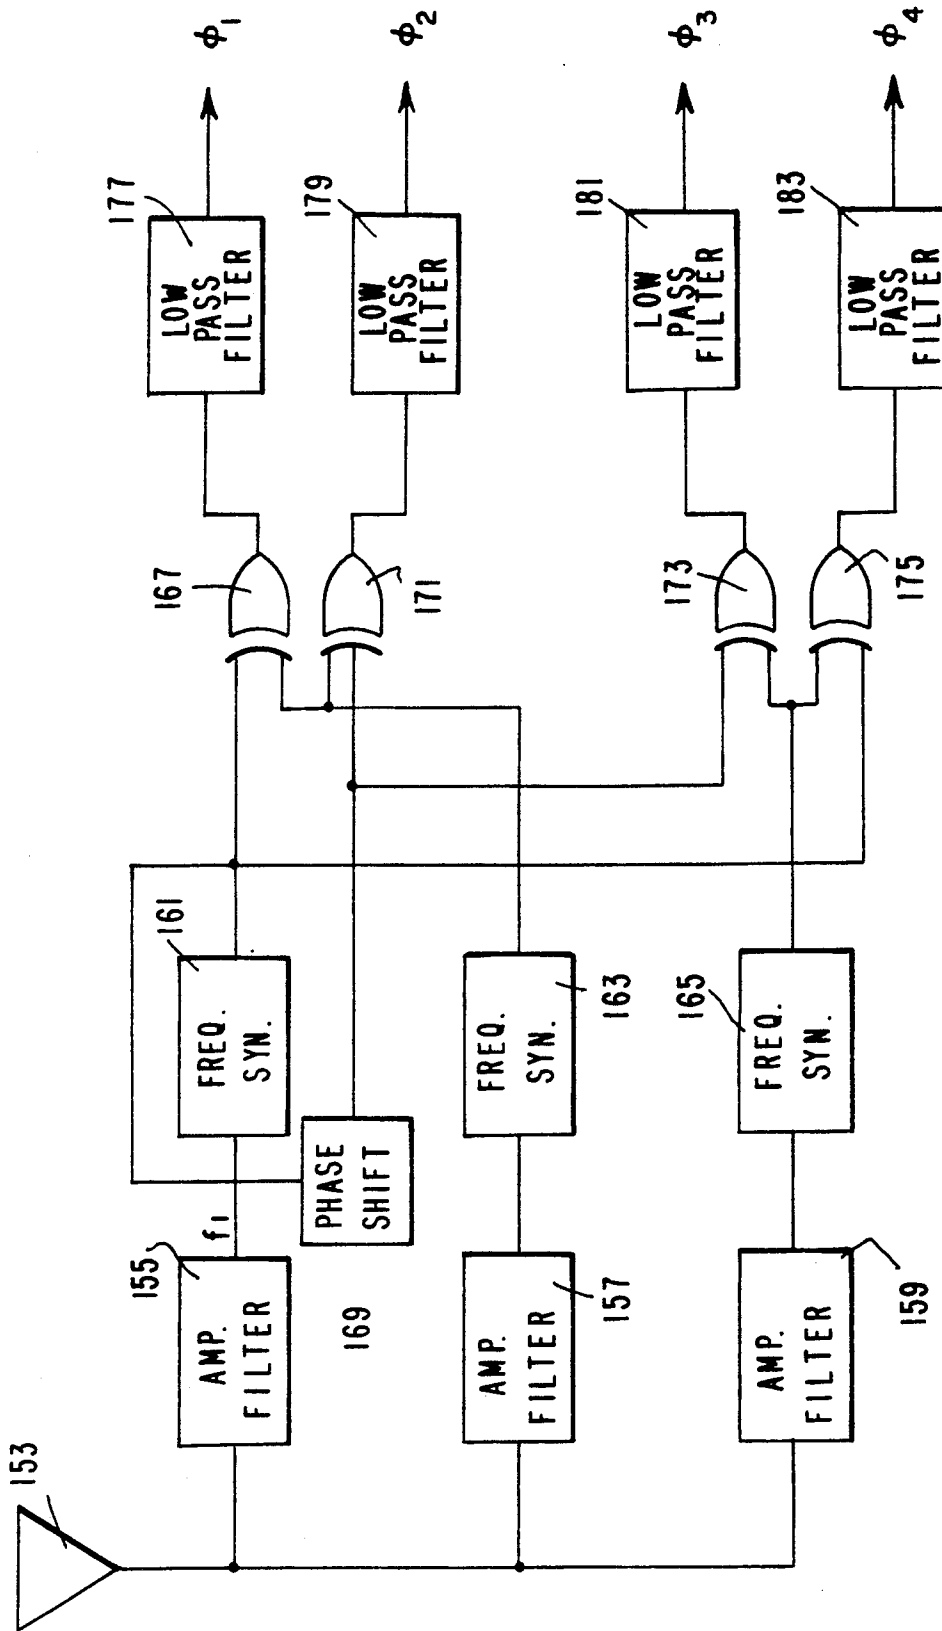 153
155
AMP.
FILTER
f1
161
FREQ.
SYN.
169
PHASE
SHIFT
157
AMP.
FILTER
163
FREQ.
SYN.
159
AMP.
FILTER
165
FREQ.
SYN.
167
171
173
175
177
LOW
PASS
FILTER
ϕ1
179
LOW
PASS
FILTER
ϕ2
181
LOW
PASS
FILTER
ϕ3
183
LOW
PASS
FILTER
ϕ4